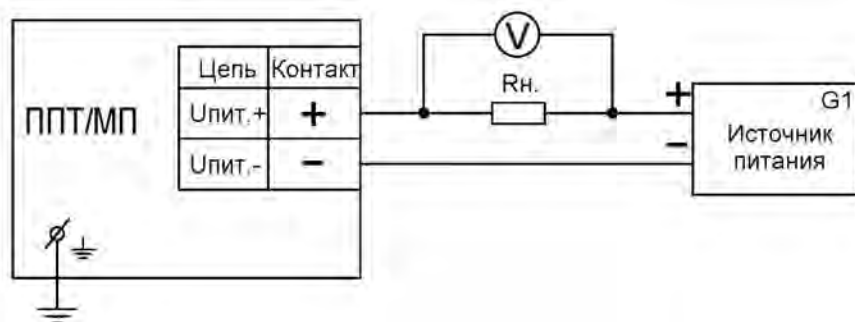 V
Rн.
Цепь Контакт
Uпит.+ +
Uпит.- −
ППТ/МП
+
−
G1
Источник
питания